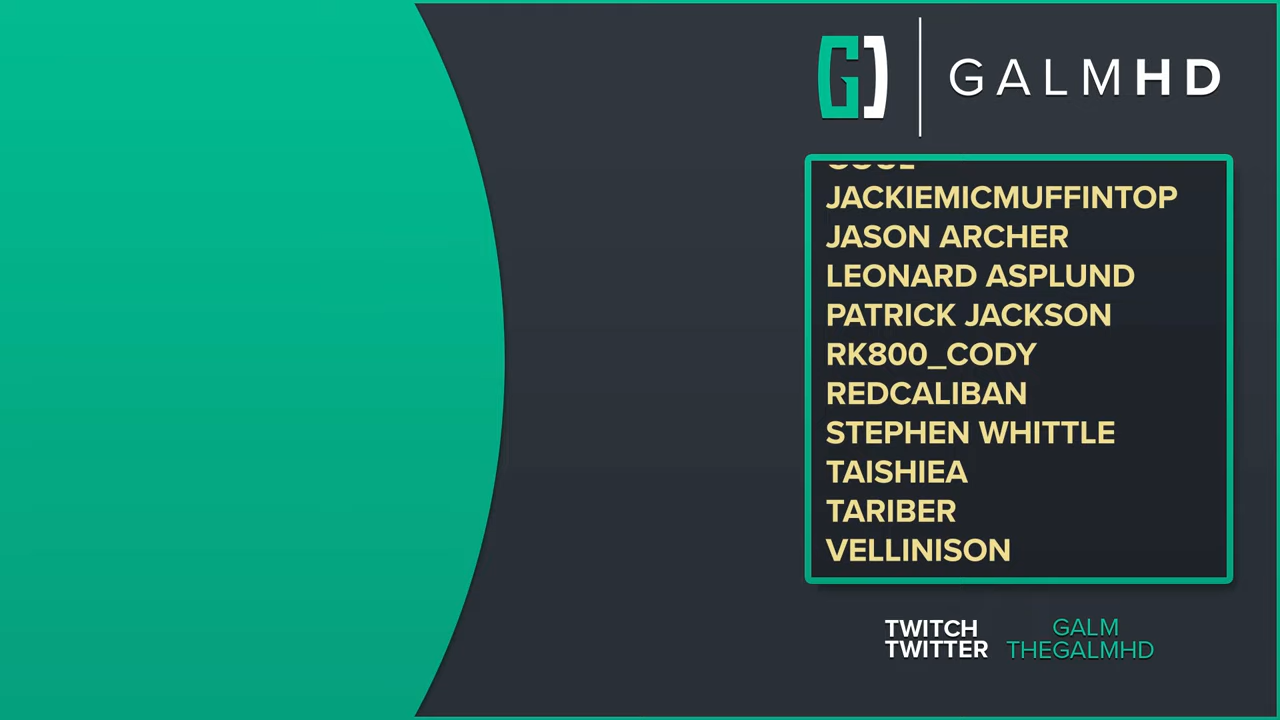 GALMHD
JACKIEMICMUFFINTOP
JASON ARCHER
LEONARD ASPLUND
PATRICK JACKSON
RK800_CODY
REDCALIBAN
STEPHEN WHITTLE
TAISHIEA
TARIBER
VELLINISON
TWITCH GALM
TWITTER THEGALMHD